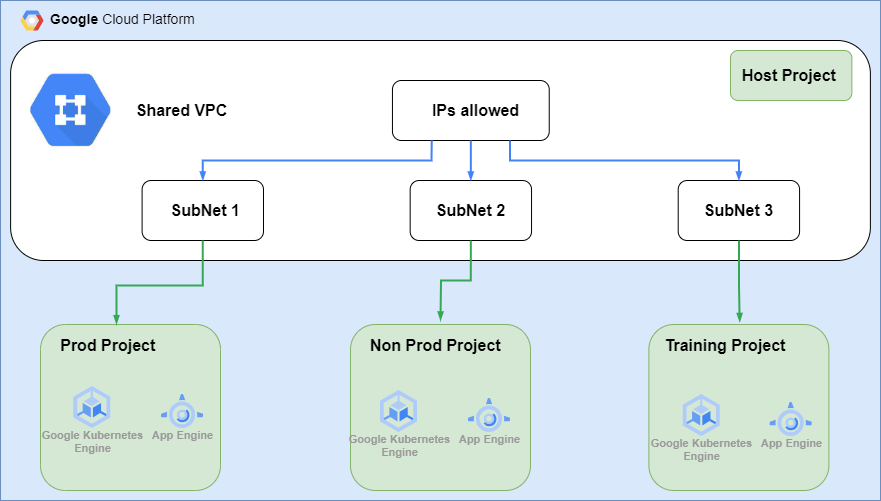 Google Cloud Platform
Host Project
Shared VPC
IPs allowed
SubNet 1
SubNet 2
SubNet 3
Prod Project
Google Kubernetes
Engine
App Engine
Non Prod Project
Google Kubernetes
Engine
App Engine
Training Project
Google Kubernetes
Engine
App Engine